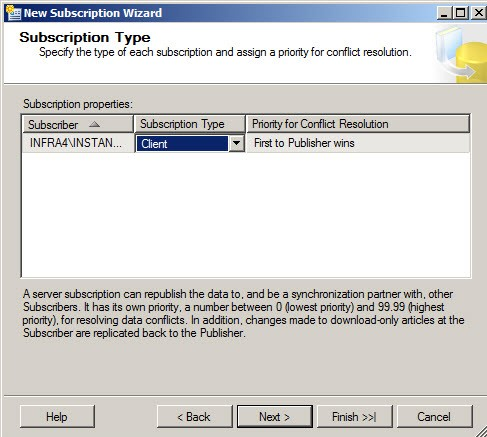 New Subscription Wizard
Subscription Type
Specify the type of each subscription and assign a priority for conflict resolution.
Subscription properties:
Subscriber Subscription Type Priority for Conflict Resolution
INFRA4\INSTAN... Client First to Publisher wins
A server subscription can republish the data to, and be a synchronization partner with, other
Subscribers. It has its own priority, a number between 0 (lowest priority) and 99.99 (highest
priority), for resolving data conflicts. In addition, changes made to download-only articles at the
Subscriber are replicated back to the Publisher.
Help < Back Next > Finish >>| Cancel